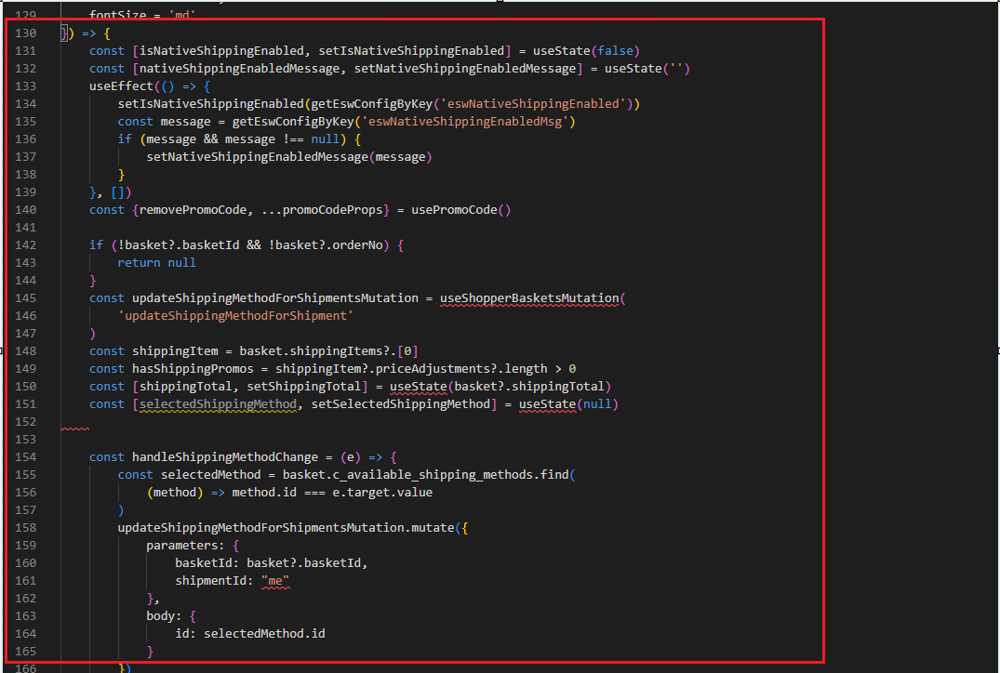 129 fontSize = 'md'
130 }) => {
131 const [isNativeShippingEnabled, setIsNativeShippingEnabled] = useState(false)
132 const [nativeShippingEnabledMessage, setNativeShippingEnabledMessage] = useState('')
133 useEffect(() => {
134 setIsNativeShippingEnabled(getEswConfigByKey('eswNativeShippingEnabled'))
135 const message = getEswConfigByKey('eswNativeShippingEnabledMsg')
136 if (message && message !== null) {
137 setNativeShippingEnabledMessage(message)
138 }
139 }, [])
140 const {removePromoCode, ...promoCodeProps} = usePromoCode()
141
142 if (!basket?.basketId && !basket?.orderNo) {
143 return null
144 }
145 const updateShippingMethodForShipmentsMutation = useShopperBasketsMutation(
146 'updateShippingMethodForShipment'
147 )
148 const shippingItem = basket.shippingItems?.[0]
149 const hasShippingPromos = shippingItem?.priceAdjustments?.length > 0
150 const [shippingTotal, setShippingTotal] = useState(basket?.shippingTotal)
151 const [selectedShippingMethod, setSelectedShippingMethod] = useState(null)
152
153
154 const handleShippingMethodChange = (e) => {
155 const selectedMethod = basket.c_available_shipping_methods.find(
156 (method) => method.id === e.target.value
157 )
158 updateShippingMethodForShipmentsMutation.mutate({
159 parameters: {
160 basketId: basket?.basketId,
161 shipmentId: "me"
162 },
163 body: {
164 id: selectedMethod.id
165 }
166 })